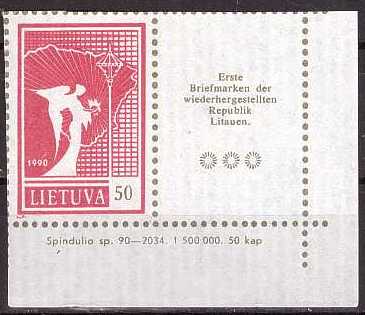 Erste
Briefmarken der
wiederhergestellten
Republik
Litauen.
1990
LIETUVA 50
Spindulio sp. 90—2034. 1 500 000. 50 kap